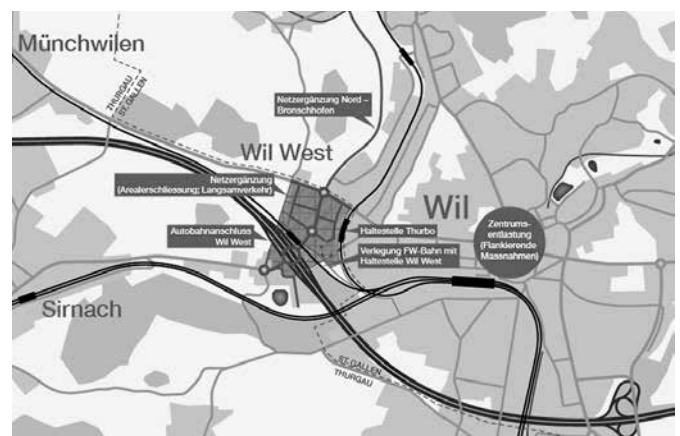 Münchwilen
THURGAU
ST. GALLEN
Netzergänzung Nord –
Bronschhofen
Wil West
Netzergänzung
(Arealerschliessung; Langsamverkehr)
Wil
Autobahnanschluss
Wil West
Haltestelle Thurbo
Verlegung FW-Bahn mit
Haltestelle Wil West
Zentrums-
entlastung
(Flankierende
Massnahmen)
Sirnach
ST. GALLEN
THURGAU